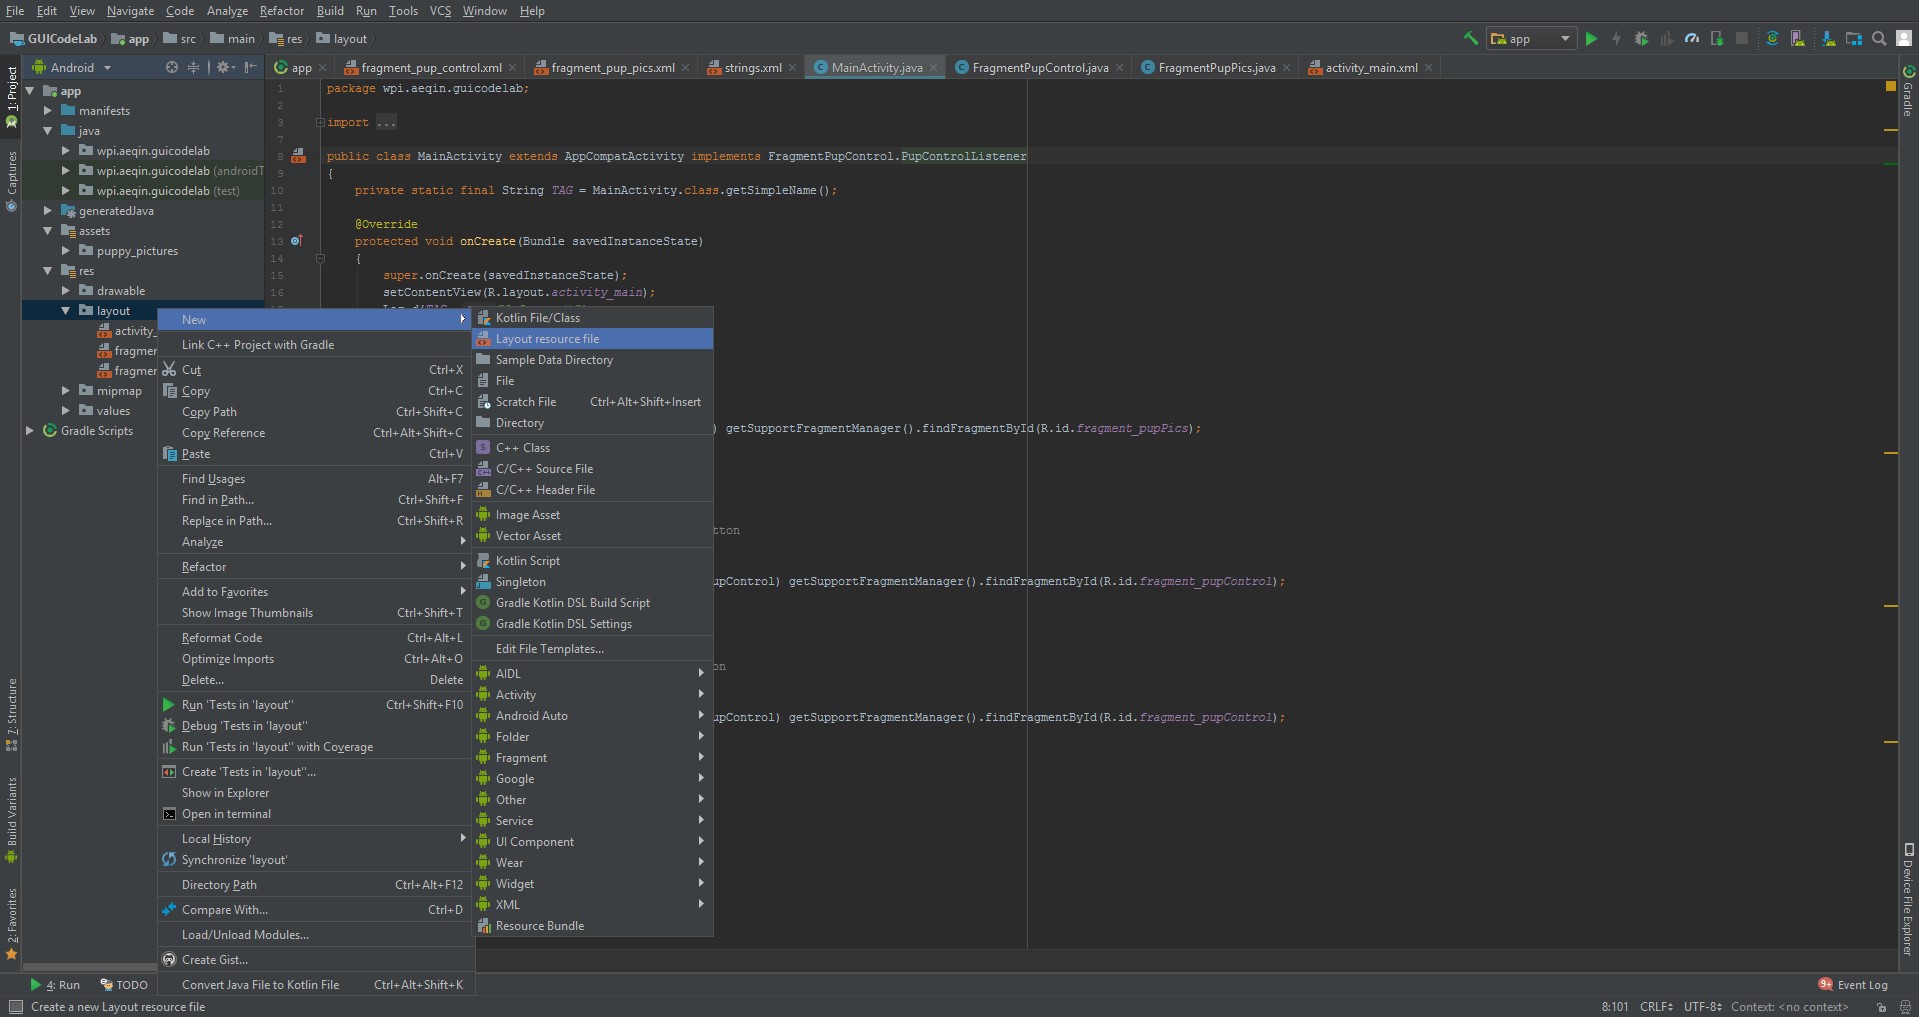 File Edit View Navigate Code Analyze Refactor Build Run Tools VCS Window Help
GUICodeLab app src main res layout
app
Android
app fragment_pup_control.xml fragment_pup_pics.xml strings.xml MainActivity.java FragmentPupControl.java FragmentPupPics.java activity_main.xml
1: Project
Captures
7: Structure
Build Variants
2: Favorites
app
manifests
java
wpi.aeqin.guicodelab
wpi.aeqin.guicodelab (androidT
wpi.aeqin.guicodelab (test)
generatedJava
assets
puppy_pictures
res
drawable
layout
activity_
fragmer
fragmer
mipmap
values
Gradle Scripts
1 package wpi.aeqin.guicodelab;
2
3 import ...
7
8 public class MainActivity extends AppCompatActivity implements FragmentPupControl.PupControlListener
9 {
10 private static final String TAG = MainActivity.class.getSimpleName();
11
12 @Override
13 protected void onCreate(Bundle savedInstanceState)
14 {
15 super.onCreate(savedInstanceState);
16 setContentView(R.layout.activity_main);
) getSupportFragmentManager().findFragmentById(R.id.fragment_pupPics);
tton
upControl) getSupportFragmentManager().findFragmentById(R.id.fragment_pupControl);
on
upControl) getSupportFragmentManager().findFragmentById(R.id.fragment_pupControl);
New
Link C++ Project with Gradle
Cut Ctrl+X
Copy Ctrl+C
Copy Path Ctrl+Shift+C
Copy Reference Ctrl+Alt+Shift+C
Paste Ctrl+V
Find Usages Alt+F7
Find in Path... Ctrl+Shift+F
Replace in Path... Ctrl+Shift+R
Analyze
Refactor
Add to Favorites
Show Image Thumbnails Ctrl+Shift+T
Reformat Code Ctrl+Alt+L
Optimize Imports Ctrl+Alt+O
Delete... Delete
Run 'Tests in 'layout'' Ctrl+Shift+F10
Debug 'Tests in 'layout''
Run 'Tests in 'layout'' with Coverage
Create 'Tests in 'layout''...
Show in Explorer
Open in terminal
Local History
Synchronize 'layout'
Directory Path Ctrl+Alt+F12
Compare With... Ctrl+D
Load/Unload Modules...
Create Gist...
Convert Java File to Kotlin File Ctrl+Alt+Shift+K
Kotlin File/Class
Layout resource file
Sample Data Directory
File
Scratch File Ctrl+Alt+Shift+Insert
Directory
C++ Class
C/C++ Source File
C/C++ Header File
Image Asset
Vector Asset
Kotlin Script
Singleton
Gradle Kotlin DSL Build Script
Gradle Kotlin DSL Settings
Edit File Templates...
AIDL
Activity
Android Auto
Folder
Fragment
Google
Other
Service
UI Component
Wear
Widget
XML
Resource Bundle
Gradle
Device File Explorer
4: Run TODO
9+ Event Log
Create a new Layout resource file
8:101 CRLF UTF-8 Context: <no context>